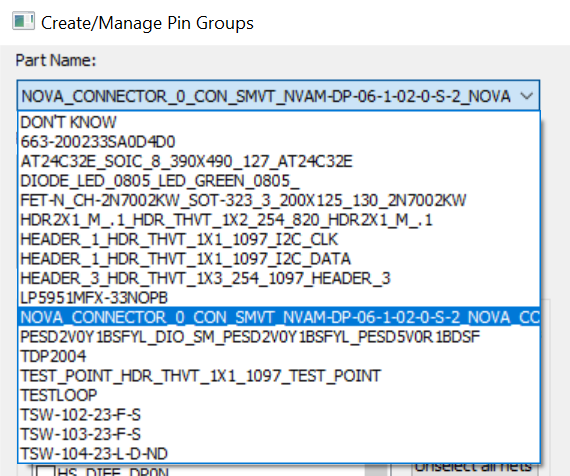 Create/Manage Pin Groups
Part Name:
NOVA_CONNECTOR_0_CON_SMVT_NVAM-DP-06-1-02-0-S-2_NOVA
DON'T KNOW
663-200233SA0D4D0
AT24C32E_SOIC_8_390X490_127_AT24C32E
DIODE_LED_0805_LED_GREEN_0805_
FET-N_CH-2N7002KW_SOT-323_3_200X125_130_2N7002KW
HDR2X1_M_.1_HDR_THVT_1X2_254_820_HDR2X1_M_.1
HEADER_1_HDR_THVT_1X1_1097_I2C_CLK
HEADER_1_HDR_THVT_1X1_1097_I2C_DATA
HEADER_3_HDR_THVT_1X3_254_1097_HEADER_3
LP5951MFX-33NOPB
NOVA_CONNECTOR_0_CON_SMVT_NVAM-DP-06-1-02-0-S-2_NOVA_CO
PESD2V0Y1BSFYL_DIO_SM_PESD2V0Y1BSFYL_PESD5V0R1BDSF
TDP2004
TEST_POINT_HDR_THVT_1X1_1097_TEST_POINT
TESTLOOP
TSW-102-23-F-S
TSW-103-23-F-S
TSW-104-23-L-D-ND
HS_DIFF_DP0N
Unselect all nets